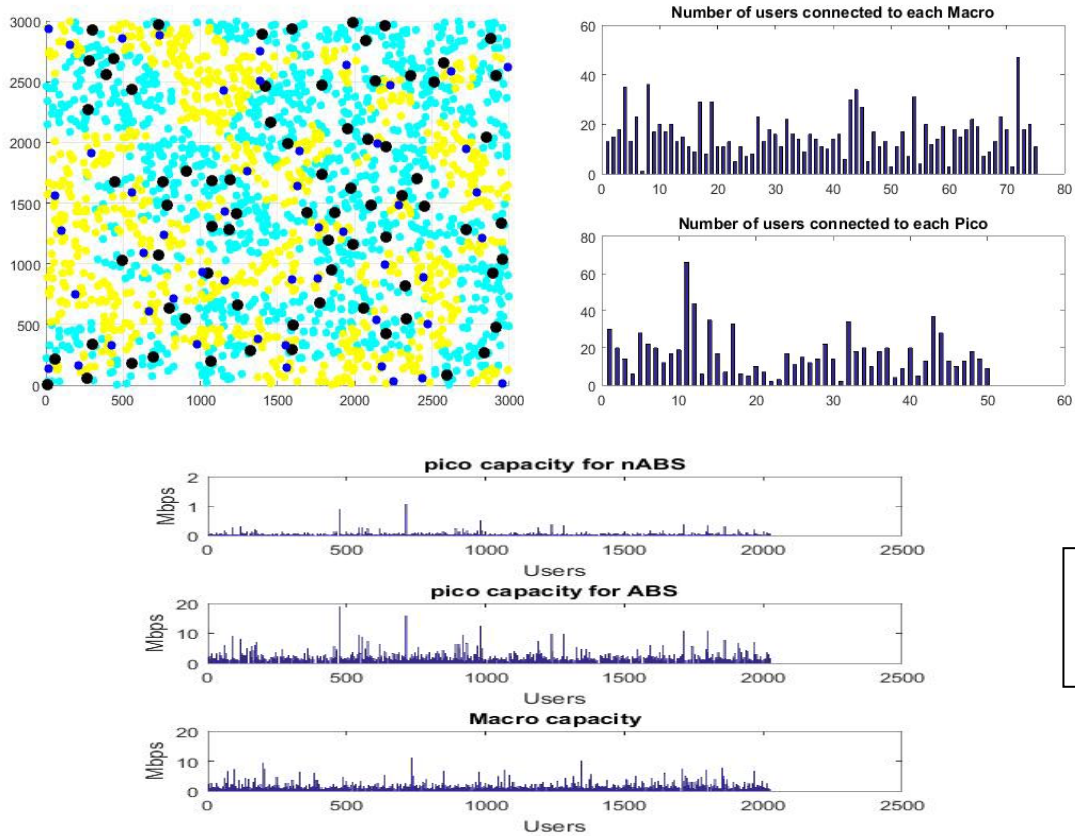 3000
2500
2000
1500
1000
500
0
0 500 1000 1500 2000 2500 3000
Number of users connected to each Macro
60
40
20
0
0 10 20 30 40 50 60 70 80
Number of users connected to each Pico
80
60
40
20
0
0 10 20 30 40 50 60
pico capacity for nABS
Mbps
2
1
0
0 500 1000 1500 2000 2500
Users
pico capacity for ABS
Mbps
20
10
0
0 500 1000 1500 2000 2500
Users
Macro capacity
Mbps
20
10
0
0 500 1000 1500 2000 2500
Users